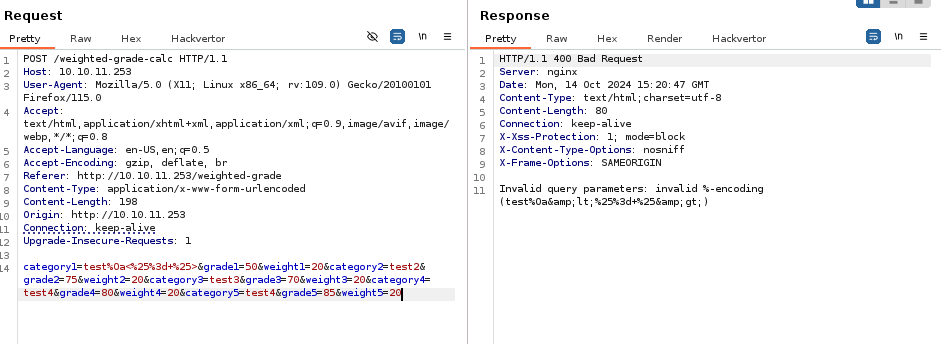 Request
Pretty Raw Hex Hackvertor \n
1 POST /weighted-grade-calc HTTP/1.1
2 Host: 10.10.11.253
3 User-Agent: Mozilla/5.0 (X11; Linux x86_64; rv:109.0) Gecko/20100101
Firefox/115.0
4 Accept:
text/html,application/xhtml+xml,application/xml;q=0.9,image/avif,image/
webp,*/*;q=0.8
5 Accept-Language: en-US,en;q=0.5
6 Accept-Encoding: gzip, deflate, br
7 Referer: http://10.10.11.253/weighted-grade
8 Content-Type: application/x-www-form-urlencoded
9 Content-Length: 198
10 Origin: http://10.10.11.253
11 Connection: keep-alive
12 Upgrade-Insecure-Requests: 1
13
14 category1=test%0a<%25%3d+%25>&grade1=50&weight1=20&category2=test2&
grade2=75&weight2=20&category3=test3&grade3=70&weight3=20&category4=
test4&grade4=80&weight4=20&category5=test4&grade5=85&weight5=20
Response
Pretty Raw Hex Render Hackvertor \n
1 HTTP/1.1 400 Bad Request
2 Server: nginx
3 Date: Mon, 14 Oct 2024 15:20:47 GMT
4 Content-Type: text/html;charset=utf-8
5 Content-Length: 80
6 Connection: keep-alive
7 X-Xss-Protection: 1; mode=block
8 X-Content-Type-Options: nosniff
9 X-Frame-Options: SAMEORIGIN
10
11 Invalid query parameters: invalid %-encoding
(test%0a&amp;lt;%25%3d+%25&amp;gt;)